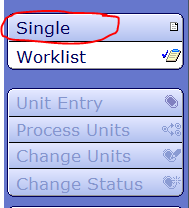 Single
Worklist
Unit Entry
Process Units
Change Units
Change Status